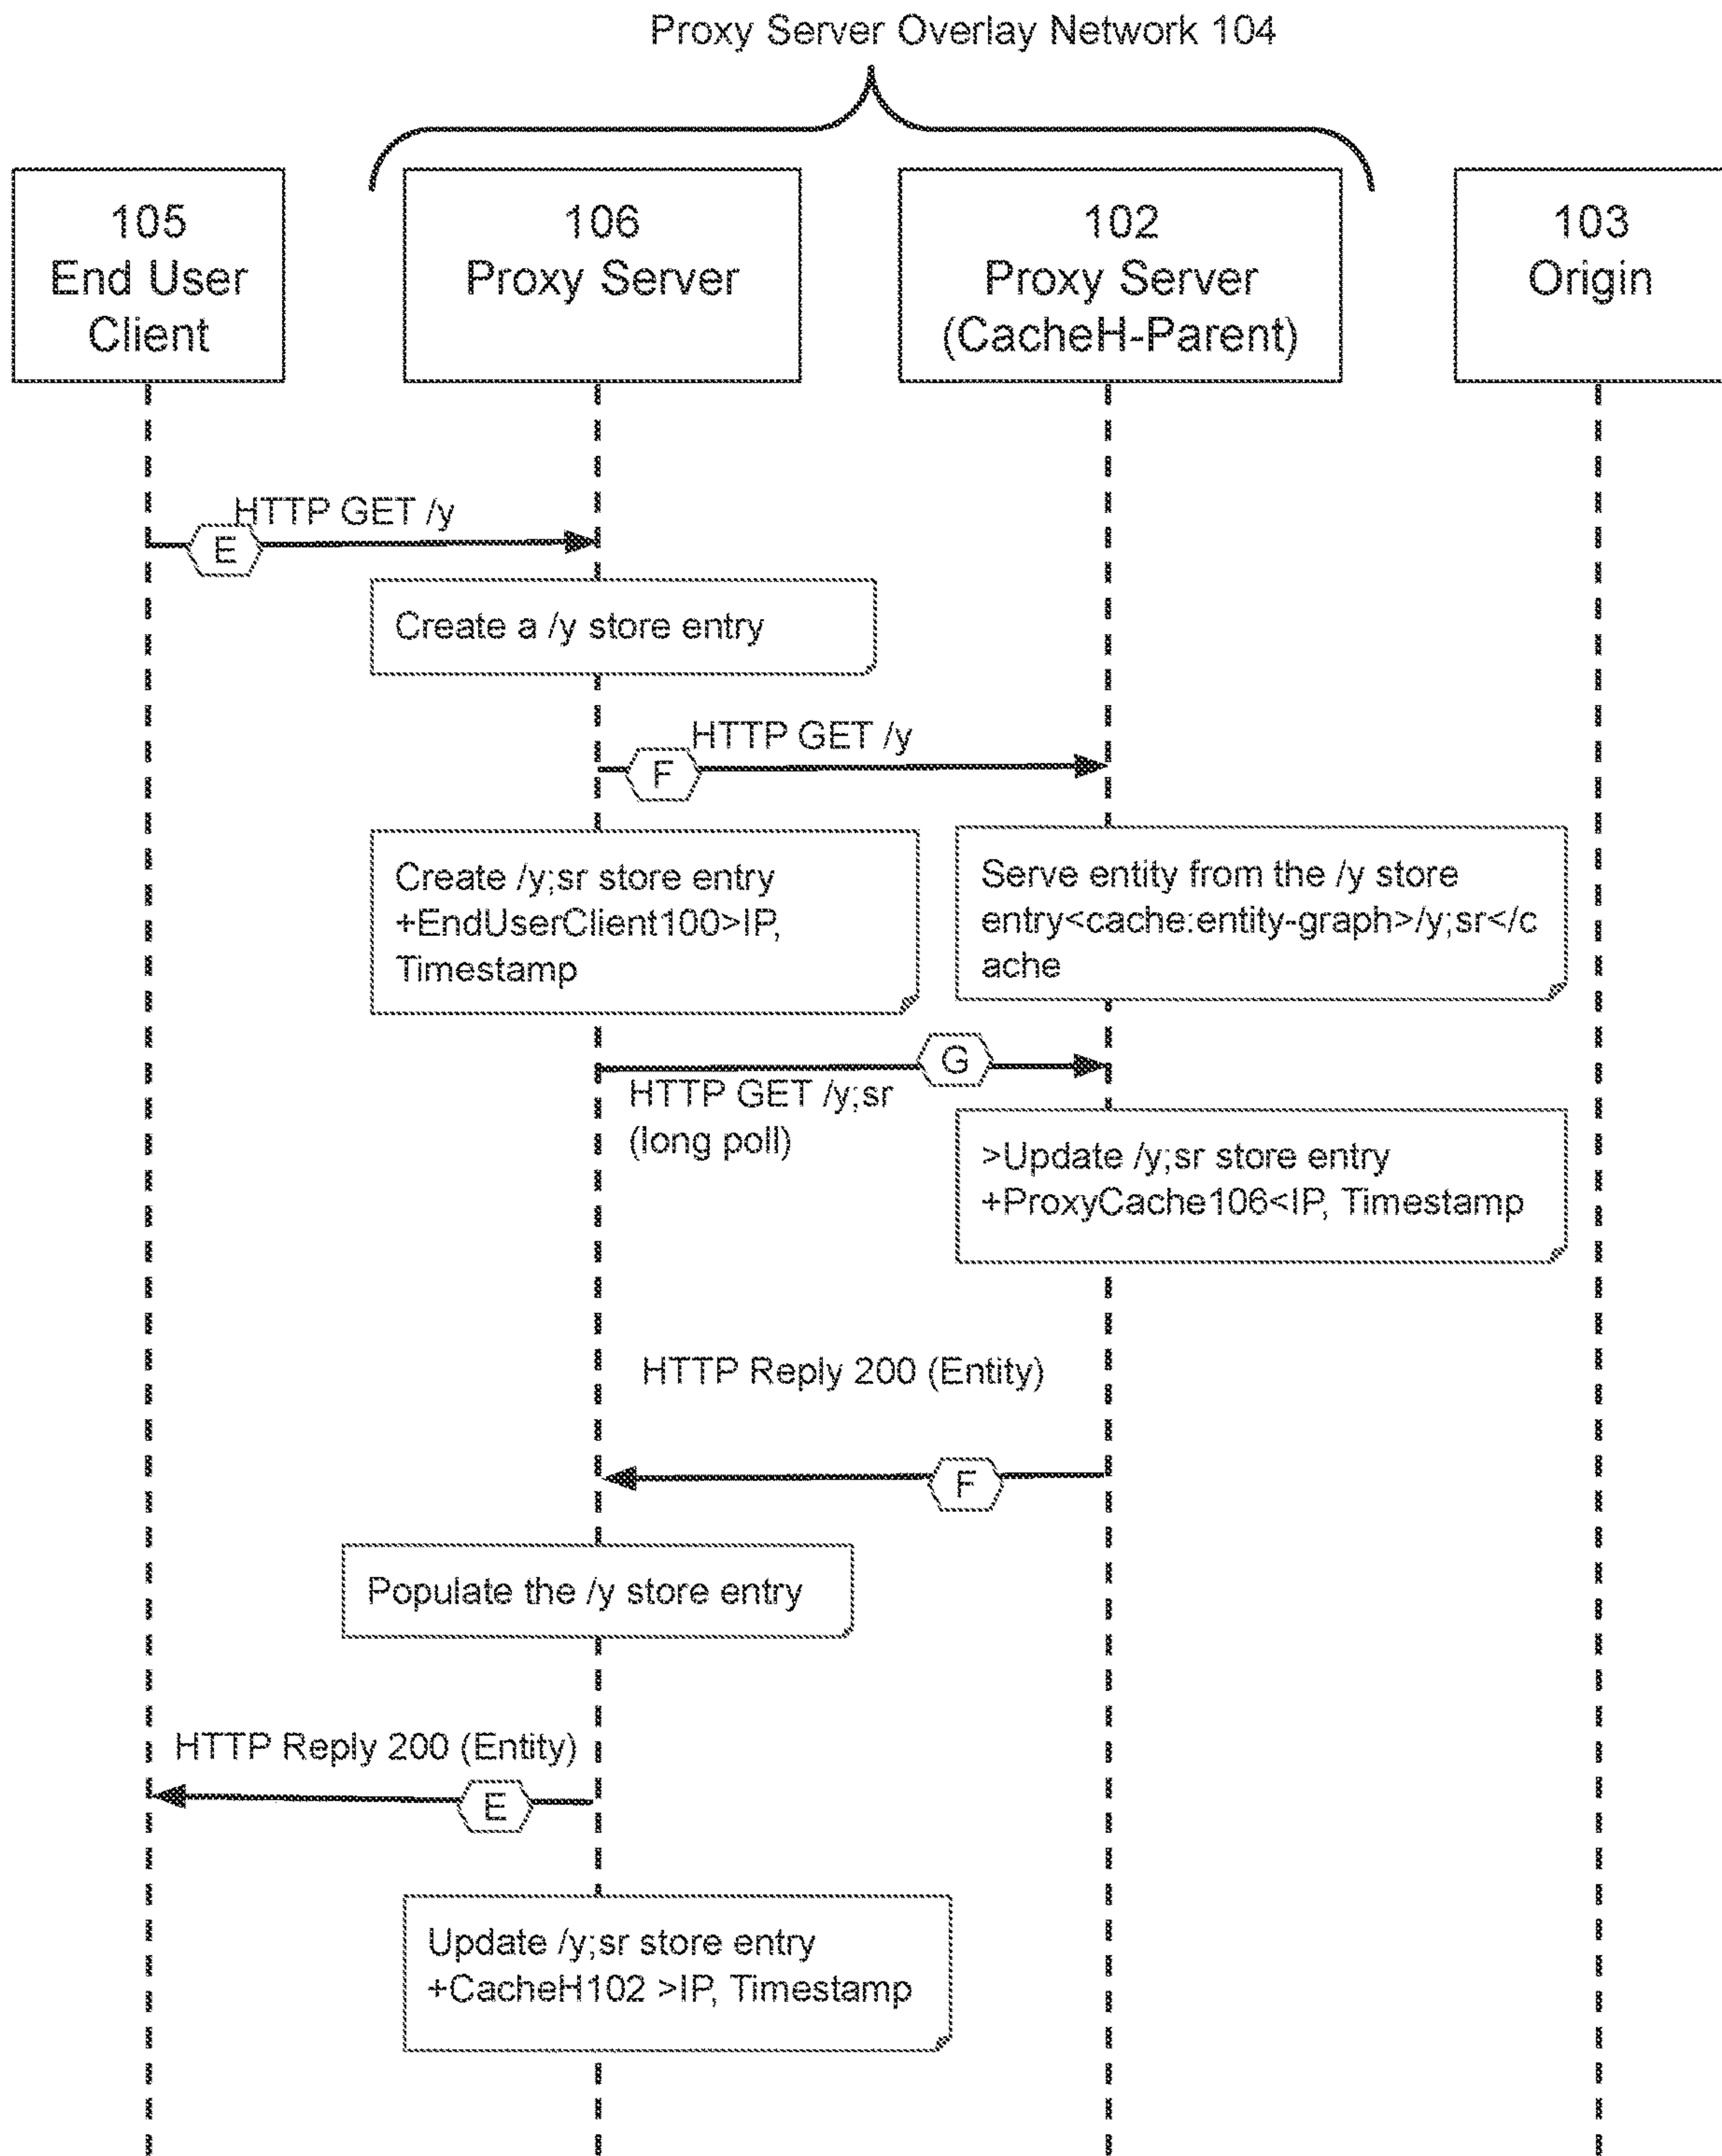 Proxy Server Overlay Network 104
105
End User
Client
106
Proxy Server
102
Proxy Server
(CacheH-Parent)
103
Origin
HTTP GET /y
E
Create a /y store entry
HTTP GET /y
F
Create /y;sr store entry
+EndUserClient100>IP,
Timestamp
Serve entity from the /y store
entry<cache:entity-graph>/y;sr</c
ache
G
HTTP GET /y;sr
(long poll)
>Update /y;sr store entry
+ProxyCache106<IP, Timestamp
HTTP Reply 200 (Entity)
F
Populate the /y store entry
HTTP Reply 200 (Entity)
E
Update /y;sr store entry
+CacheH102 >IP, Timestamp